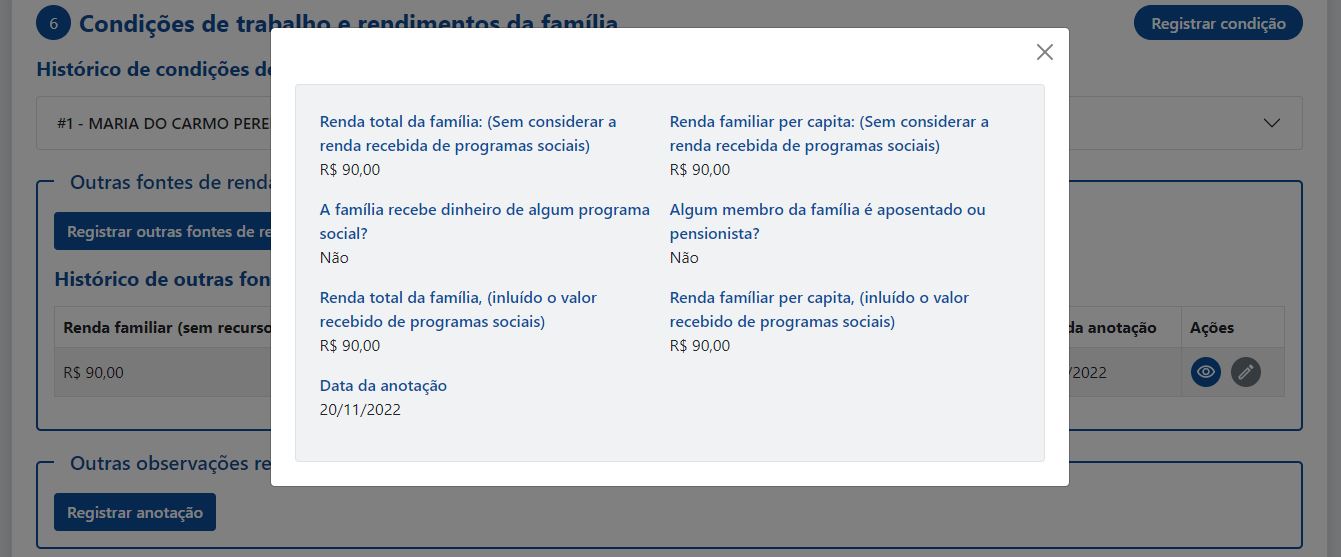 6 Condições de trabalho e rendimentos da família
Registrar condição
Histórico de condições de
#1 - MARIA DO CARMO PERE
Outras fontes de renda
Registrar outras fontes de re
Histórico de outras fon
Renda familiar (sem recurso
da anotação
Ações
R$ 90,00
/2022
Outras observações re
Registrar anotação
Renda total da família: (Sem considerar a
renda recebida de programas sociais)
R$ 90,00
Renda familiar per capita: (Sem considerar a
renda recebida de programas sociais)
R$ 90,00
A família recebe dinheiro de algum programa
social?
Não
Algum membro da família é aposentado ou
pensionista?
Não
Renda total da família, (inluído o valor
recebido de programas sociais)
R$ 90,00
Renda famíliar per capita, (inluído o valor
recebido de programas sociais)
R$ 90,00
Data da anotação
20/11/2022